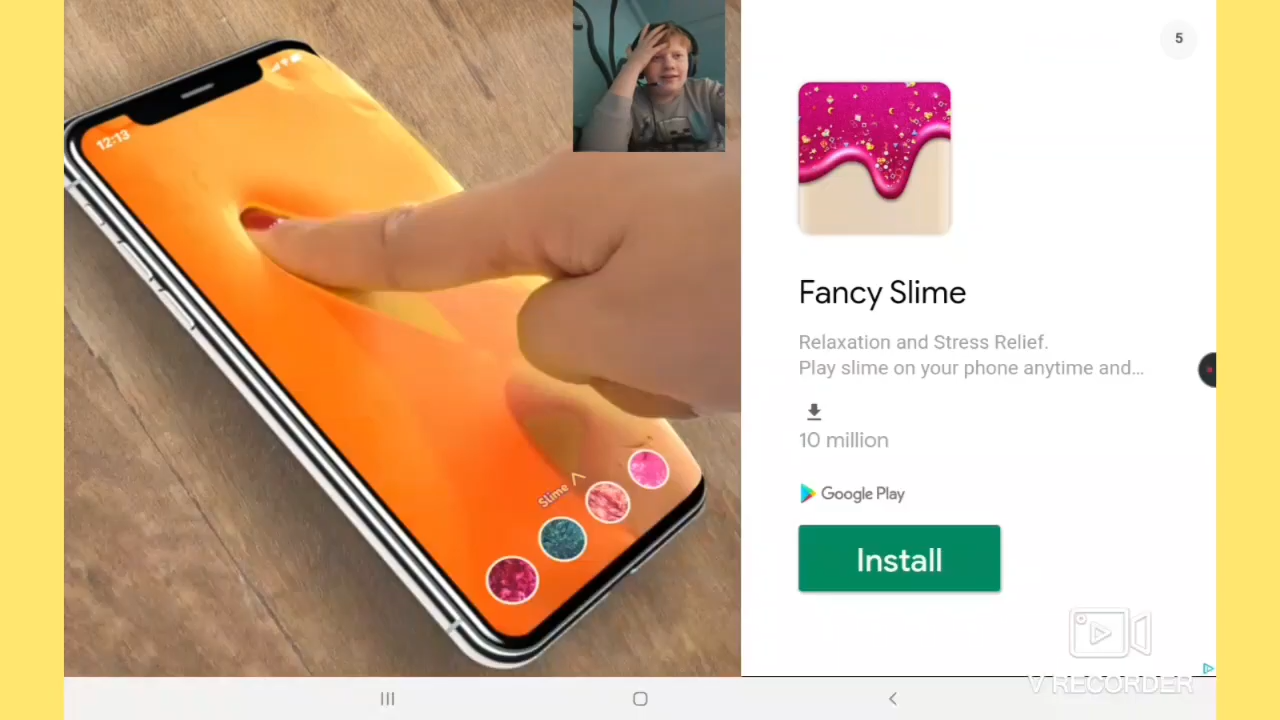 12:13
Slime
5
Fancy Slime
Relaxation and Stress Relief.
Play slime on your phone anytime and...
10 million
Google Play
Install
V RECORDER